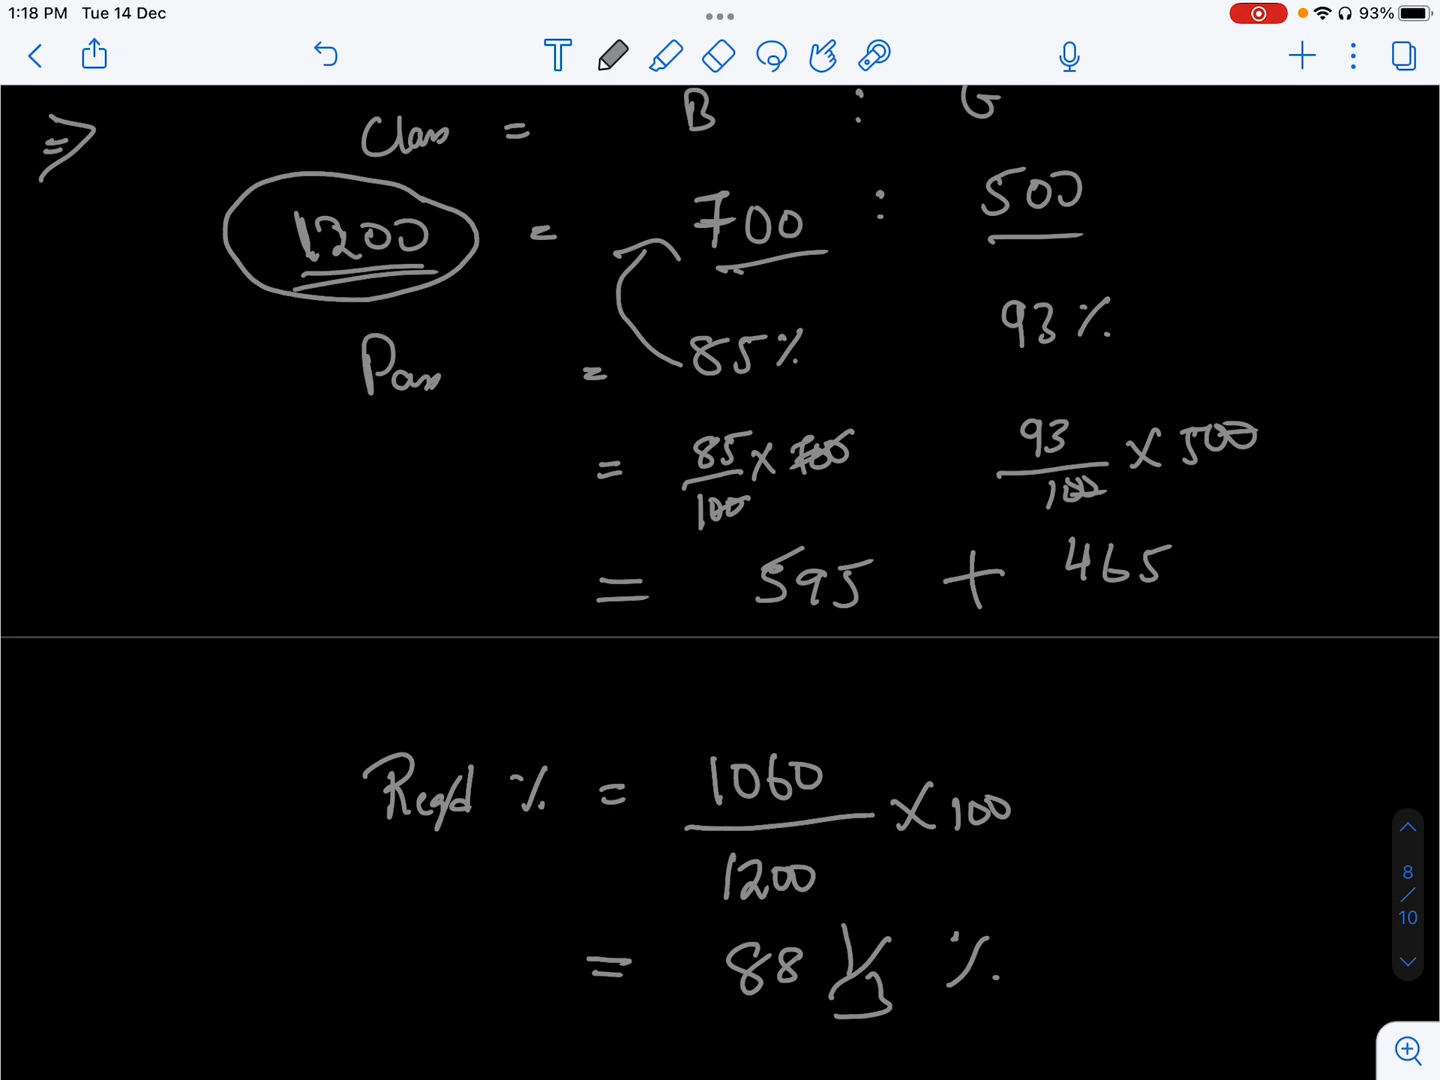 1:18 PM Tue 14 Dec 93%
⇒ Class = B : G
1200 = 700 : 500
Pass = 85% 93%
= 85/100 × 700 93/100 × 500
= 595 + 465
Req'd % = 1060/1200 × 100
= 88 1/3 %
8
/
10